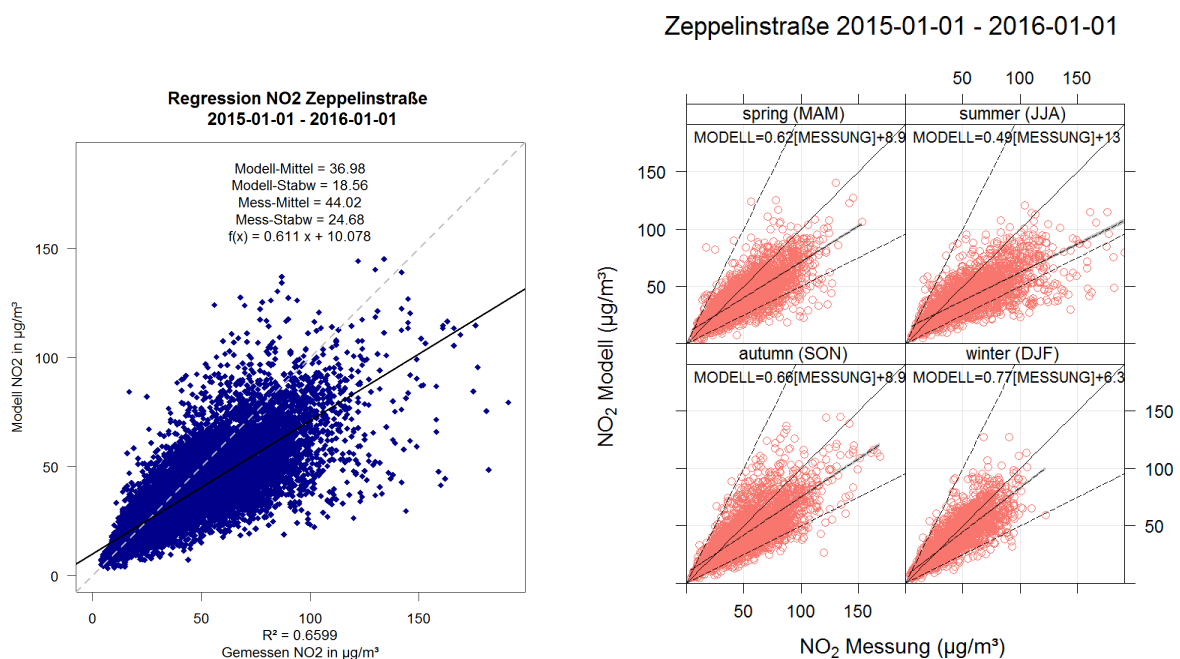 Regression NO2 Zeppelinstraße
2015-01-01 - 2016-01-01
Modell-Mittel = 36.98
Modell-Stabw = 18.56
Mess-Mittel = 44.02
Mess-Stabw = 24.68
f(x) = 0.611 x + 10.078
Modell NO2 in µg/m³
150
100
50
0
0 50 100 150
R² = 0.6599
Gemessen NO2 in µg/m³
Zeppelinstraße 2015-01-01 - 2016-01-01
50 100 150
spring (MAM)
MODELL=0.62[MESSUNG]+8.9
summer (JJA)
MODELL=0.49[MESSUNG]+13
150
100
50
autumn (SON)
MODELL=0.66[MESSUNG]+8.9
winter (DJF)
MODELL=0.77[MESSUNG]+6.3
150
100
50
50 100 150
NO₂ Modell (µg/m³)
NO₂ Messung (µg/m³)